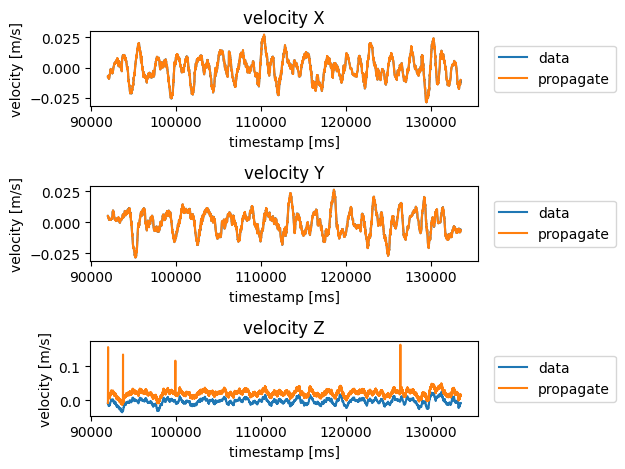 velocity X
velocity [m/s]
0.025
0.000
−0.025
90000 100000 110000 120000 130000
timestamp [ms]
data
propagate
velocity Y
velocity [m/s]
0.025
0.000
−0.025
90000 100000 110000 120000 130000
timestamp [ms]
data
propagate
velocity Z
velocity [m/s]
0.1
0.0
90000 100000 110000 120000 130000
timestamp [ms]
data
propagate